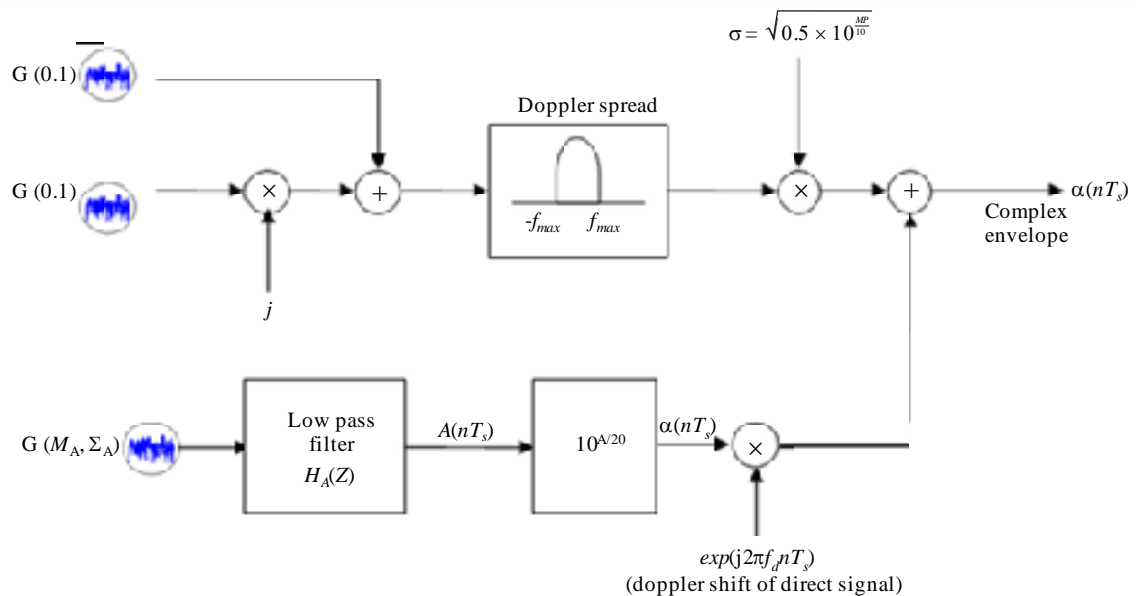 σ = √0.5 × 10^{MP/10}
G (0.1)
Doppler spread
G (0.1)
×
+
-f_max f_max
×
+
α(nT_s)
Complex
envelope
j
G (M_A, Σ_A)
Low pass
filter
H_A(Z)
A(nT_s)
10^{A/20}
α(nT_s)
×
exp(j2πf_d nT_s)
(doppler shift of direct signal)